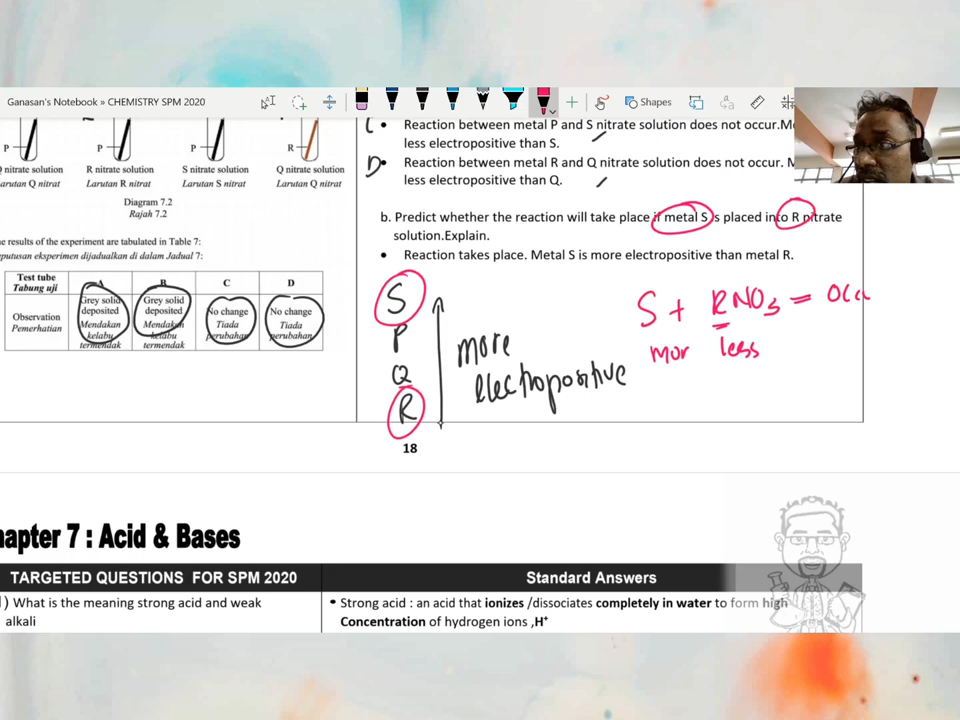 Ganasan's Notebook » CHEMISTRY SPM 2020
Shapes
P
P
P
R
nitrate solution
R nitrate solution
S nitrate solution
Q nitrate solution
arutan Q nitrat
Larutan R nitrat
Larutan S nitrat
Larutan Q nitrat
Diagram 7.2
Rajah 7.2
e results of the experiment are tabulated in Table 7:
putusan eksperimen dijadualkan di dalam Jadual 7:
Test tube
Tabung uji
A
B
C
D
Observation
Pemerhatian
Grey solid
deposited
Mendakan
kelabu
termendak
Grey solid
deposited
Mendakan
kelabu
termendak
No change
Tiada
perubahan
No change
Tiada
perubahan
C • Reaction between metal P and S nitrate solution does not occur.Me
less electropositive than S.
D • Reaction between metal R and Q nitrate solution does not occur. M
less electropositive than Q.
b. Predict whether the reaction will take place if metal S is placed into R nitrate
solution.Explain.
• Reaction takes place. Metal S is more electropositive than metal R.
S
P
Q
R
more
electropositive
S + RNO3 = occ
mor less
18
hapter 7 : Acid & Bases
TARGETED QUESTIONS FOR SPM 2020
Standard Answers
) What is the meaning strong acid and weak
alkali
• Strong acid : an acid that ionizes /dissociates completely in water to form high
Concentration of hydrogen ions ,H⁺